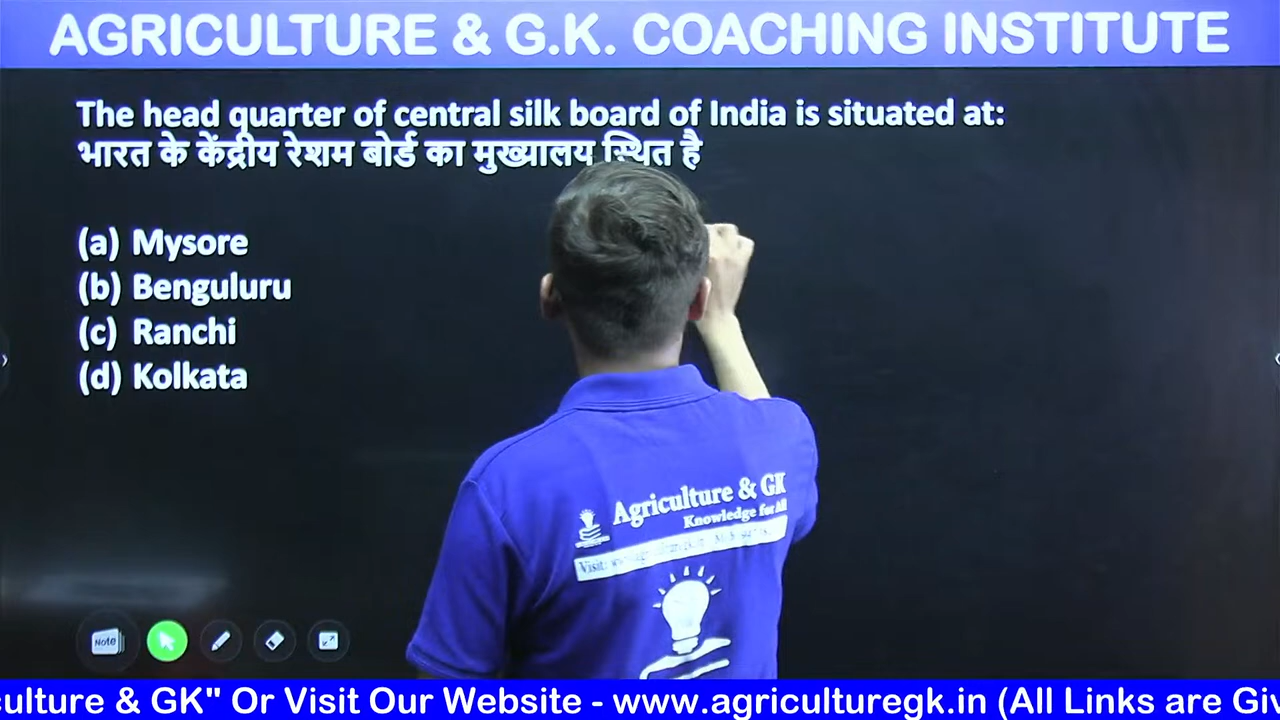 AGRICULTURE & G.K. COACHING INSTITUTE
The head quarter of central silk board of India is situated at:
भारत के केंद्रीय रेशम बोर्ड का मुख्यालय स्थित है
(a) Mysore
(b) Benguluru
(c) Ranchi
(d) Kolkata
Agriculture & GK
Knowledge for All
Visit:
Note
culture & GK" Or Visit Our Website - www.agriculturegk.in (All Links are Giv